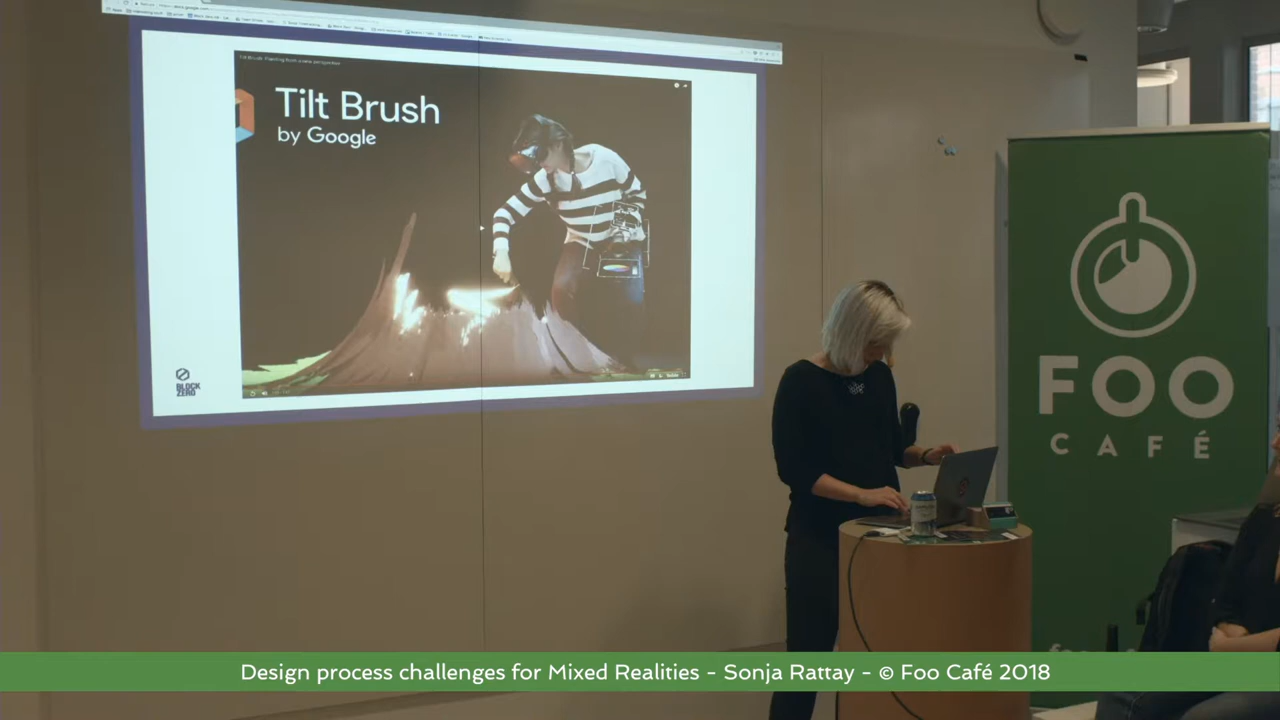 Tilt Brush
by Google
BLOCK
ZERO
FOO
CAFÉ
Design process challenges for Mixed Realities - Sonja Rattay - © Foo Café 2018